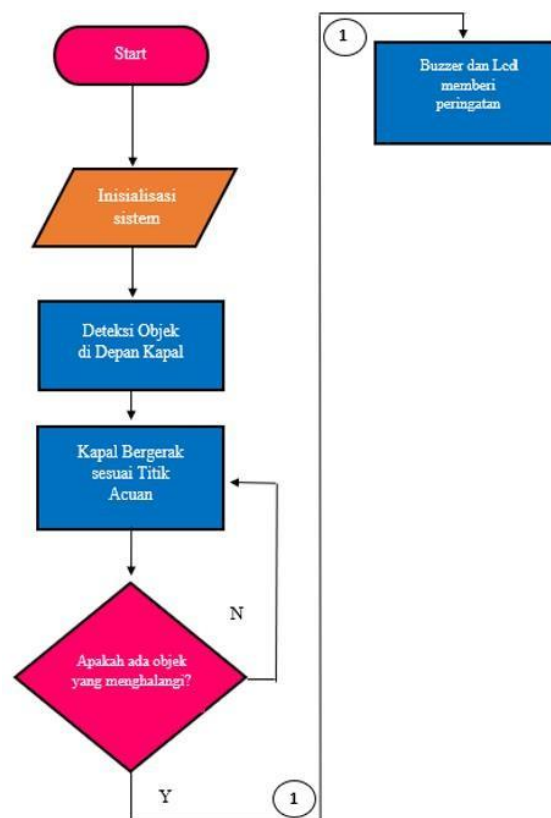 Start
Inisialisasi
sistem
Deteksi Objek
di Depan Kapal
Kapal Bergerak
sesuai Titik
Acuan
N
Apakah ada objek
yang menghalangi?
Y
1
1
Buzzer dan Lcd
memberi
peringatan